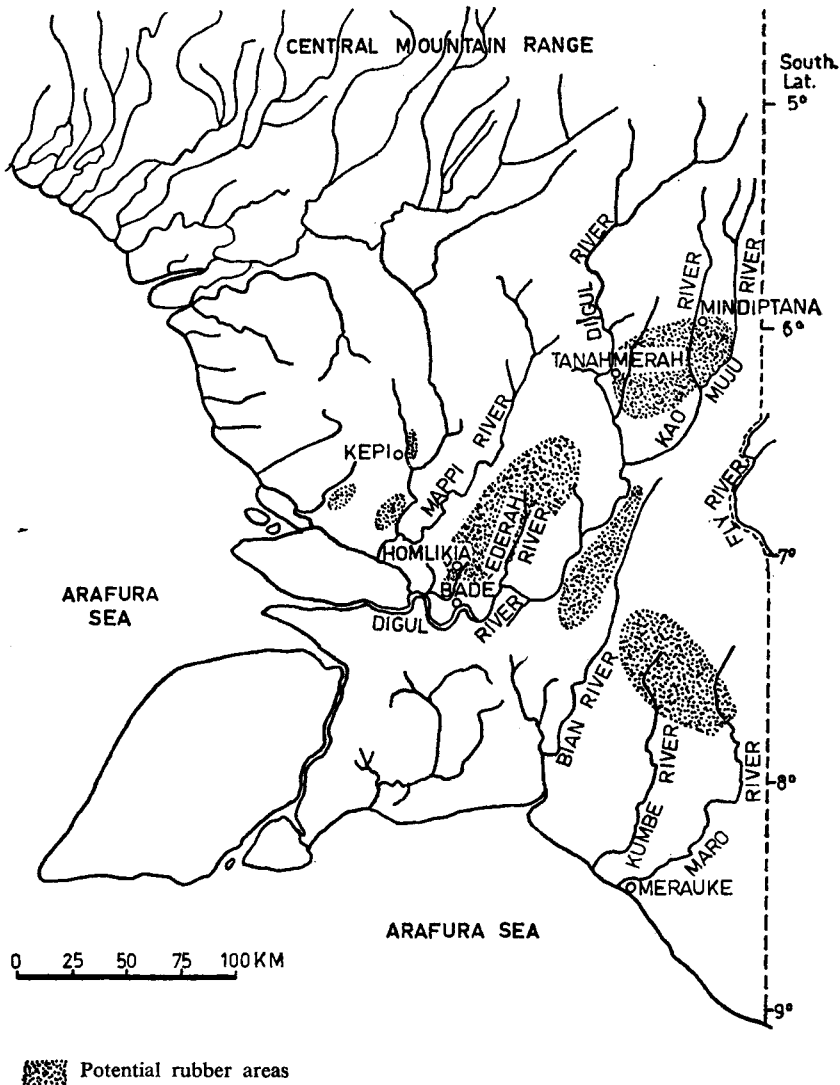 CENTRAL MOUNTAIN RANGE
South.
Lat.
5°
DIGUL RIVER
RIVER
RIVER
MINDIPTANA
6°
TANAHMERAH
KAO
MUJU
KEPI
MAPPI RIVER
FLY RIVER
EDERAH
RIVER
HOMLIKIA
7°
BADE
ARAFURA
SEA
DIGUL
RIVER
BIAN RIVER
KUMBE RIVER
MARO
RIVER
8°
MERAUKE
ARAFURA SEA
0 25 50 75 100 KM
9°
Potential rubber areas